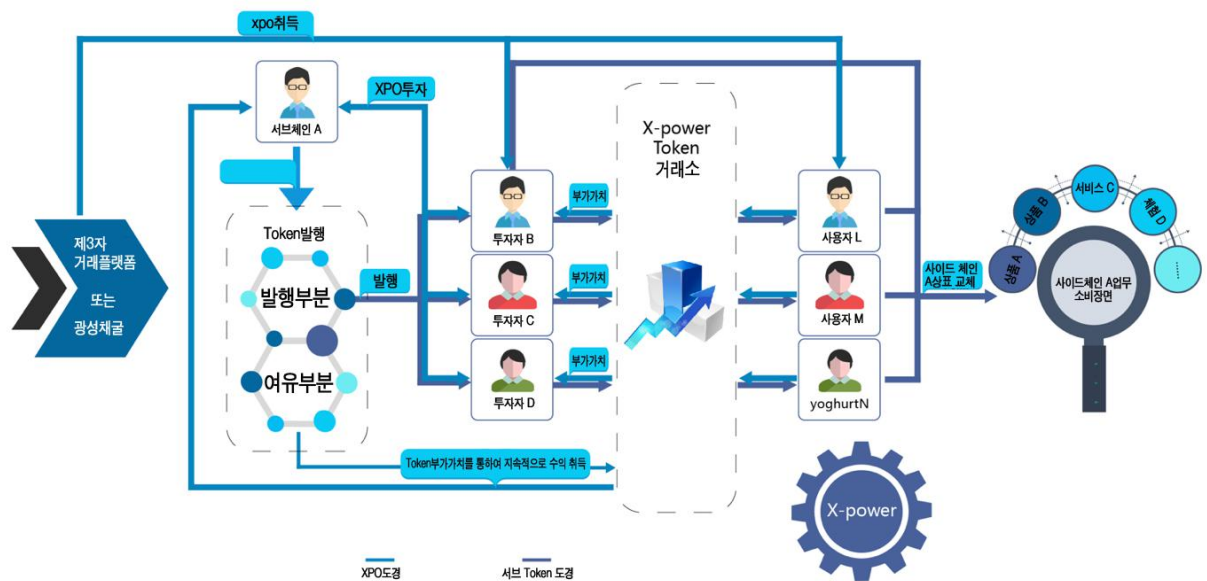 xpo취득
서브체인 A
XPO투자
제3자
거래플랫폼
또는
광성채굴
Token발행
발행부분
여유부분
발행
투자자 B
투자자 C
투자자 D
부가가치
부가가치
부가가치
X-power
Token
거래소
사용자 L
사용자 M
yoghurtN
사이드 체인
A상표 교체
상품 A
상품 B
서비스 C
체험 D
......
사이드체인 A업무
소비장면
Token부가가치를 통하여 지속적으로 수익 취득
X-power
XPO도경
서브 Token 도경